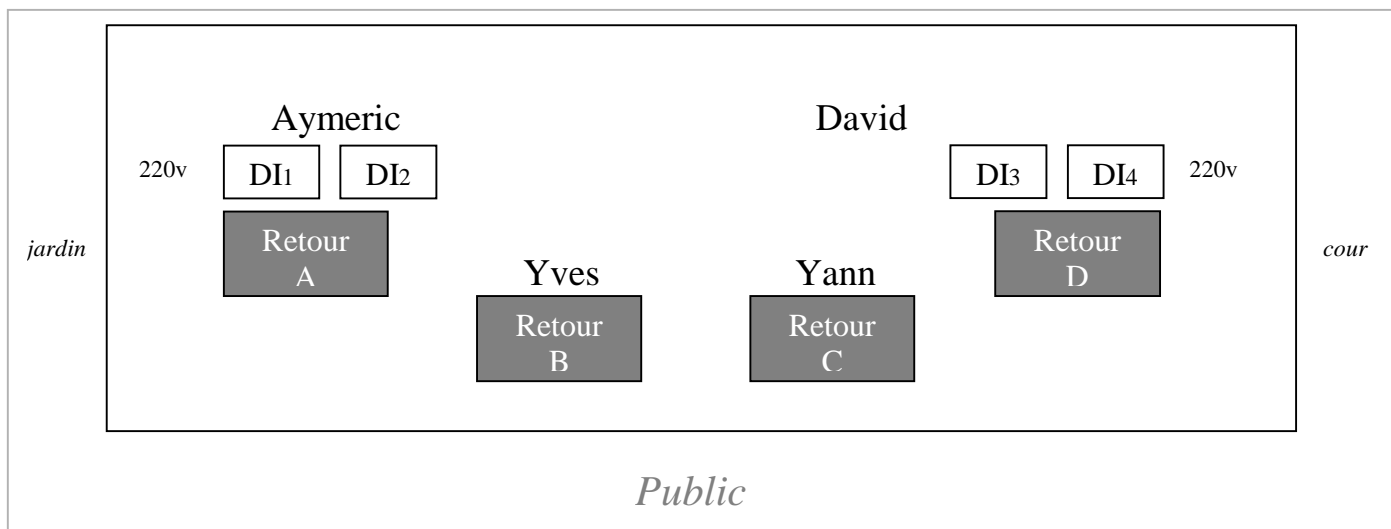 Aymeric
David
220v
DI1
DI2
DI3
DI4
220v
jardin
Retour
A
Retour
D
cour
Yves
Yann
Retour
B
Retour
C
Public